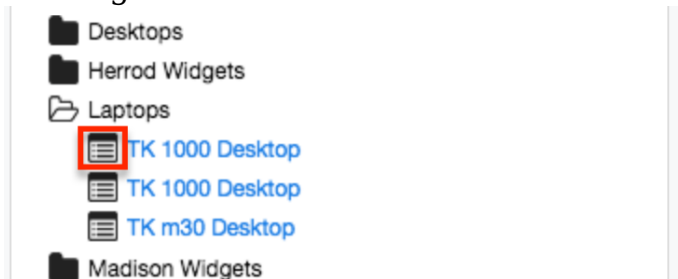 Desktops
Herrod Widgets
Laptops
TK 1000 Desktop
TK 1000 Desktop
TK m30 Desktop
Madison Widgets